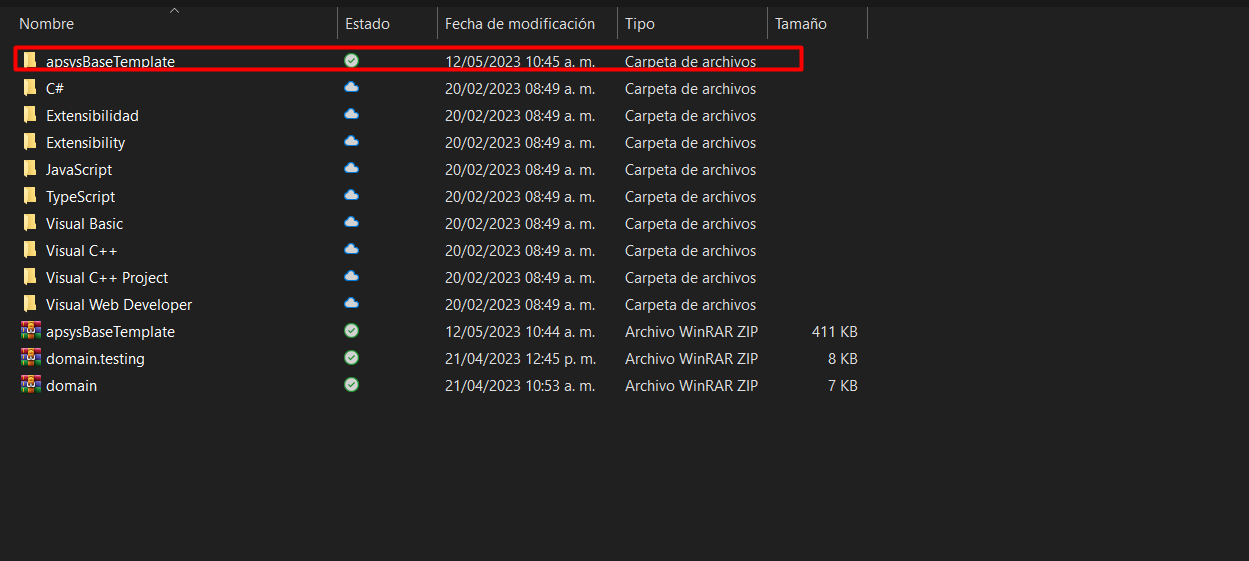 Nombre Estado Fecha de modificación Tipo Tamaño
apsysBaseTemplate 12/05/2023 10:45 a. m. Carpeta de archivos
C# 20/02/2023 08:49 a. m. Carpeta de archivos
Extensibilidad 20/02/2023 08:49 a. m. Carpeta de archivos
Extensibility 20/02/2023 08:49 a. m. Carpeta de archivos
JavaScript 20/02/2023 08:49 a. m. Carpeta de archivos
TypeScript 20/02/2023 08:49 a. m. Carpeta de archivos
Visual Basic 20/02/2023 08:49 a. m. Carpeta de archivos
Visual C++ 20/02/2023 08:49 a. m. Carpeta de archivos
Visual C++ Project 20/02/2023 08:49 a. m. Carpeta de archivos
Visual Web Developer 20/02/2023 08:49 a. m. Carpeta de archivos
apsysBaseTemplate 12/05/2023 10:44 a. m. Archivo WinRAR ZIP 411 KB
domain.testing 21/04/2023 12:45 p. m. Archivo WinRAR ZIP 8 KB
domain 21/04/2023 10:53 a. m. Archivo WinRAR ZIP 7 KB